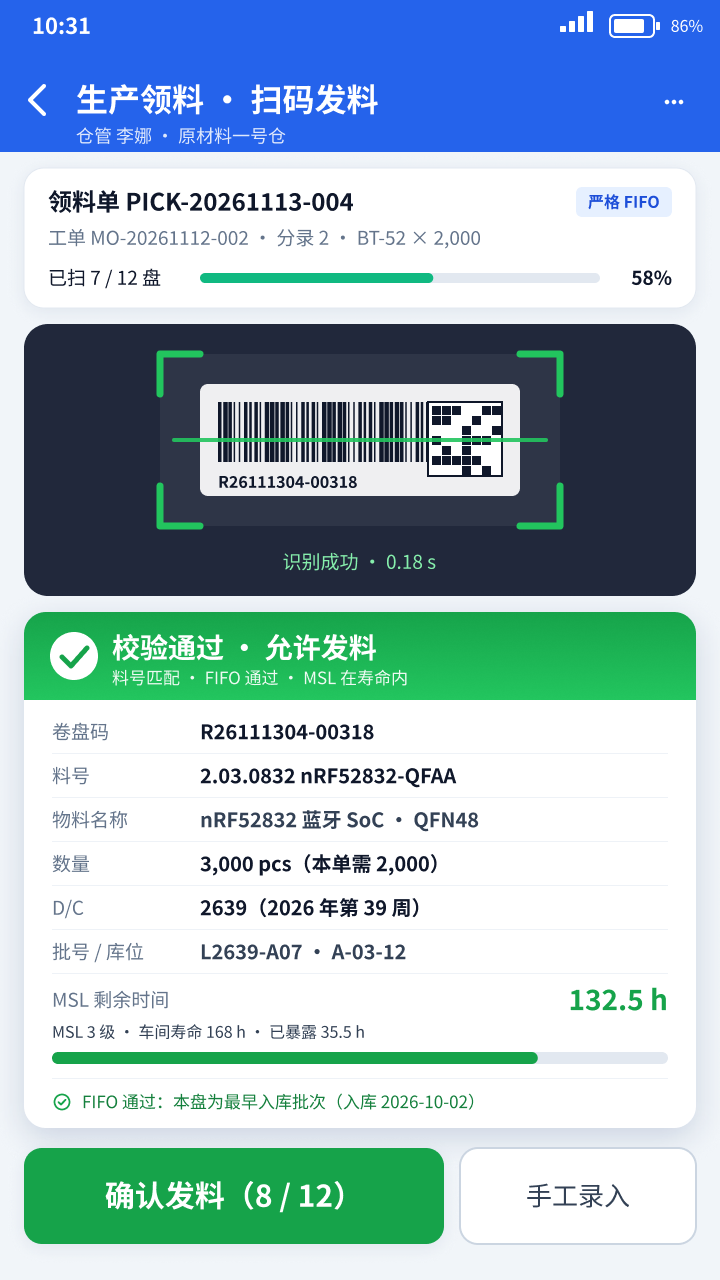 10:31
86%
生产领料 · 扫码发料
...
仓管 李娜 · 原材料一号仓
领料单 PICK-20261113-004
严格 FIFO
工单 MO-20261112-002 · 分录 2 · BT-52 × 2,000
已扫 7 / 12 盘
58%
R26111304-00318
识别成功 · 0.18 s
校验通过 · 允许发料
料号匹配 · FIFO 通过 · MSL 在寿命内
卷盘码 R26111304-00318
料号 2.03.0832 nRF52832-QFAA
物料名称 nRF52832 蓝牙 SoC · QFN48
数量 3,000 pcs（本单需 2,000）
D/C 2639（2026 年第 39 周）
批号 / 库位 L2639-A07 · A-03-12
MSL 剩余时间 132.5 h
MSL 3 级 · 车间寿命 168 h · 已暴露 35.5 h
FIFO 通过：本盘为最早入库批次（入库 2026-10-02）
确认发料（8 / 12）
手工录入